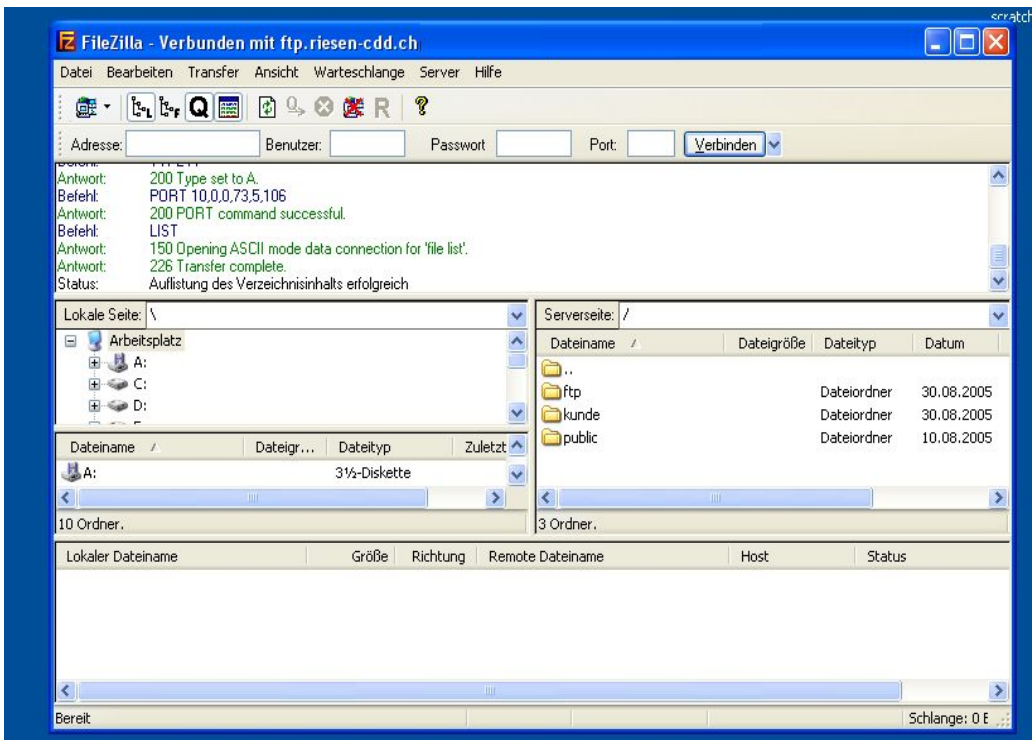 scratch
FileZilla - Verbunden mit ftp.riesen-cdd.ch
Datei Bearbeiten Transfer Ansicht Warteschlange Server Hilfe
Adresse: Benutzer: Passwort Port: Verbinden
Antwort: 200 Type set to A.
Befehl: PORT 10,0,0,73,5,106
Antwort: 200 PORT command successful.
Befehl: LIST
Antwort: 150 Opening ASCII mode data connection for 'file list'.
Antwort: 226 Transfer complete.
Status: Auflistung des Verzeichnisinhalts erfolgreich
Lokale Seite: \
Arbeitsplatz
A:
C:
D:
Dateiname Dateigr... Dateityp Zuletzt
A: 3½-Diskette
10 Ordner.
Serverseite: /
Dateiname Dateigröße Dateityp Datum
..
ftp Dateiordner 30.08.2005
kunde Dateiordner 30.08.2005
public Dateiordner 10.08.2005
3 Ordner.
Lokaler Dateiname Größe Richtung Remote Dateiname Host Status
Bereit Schlange: 0 B